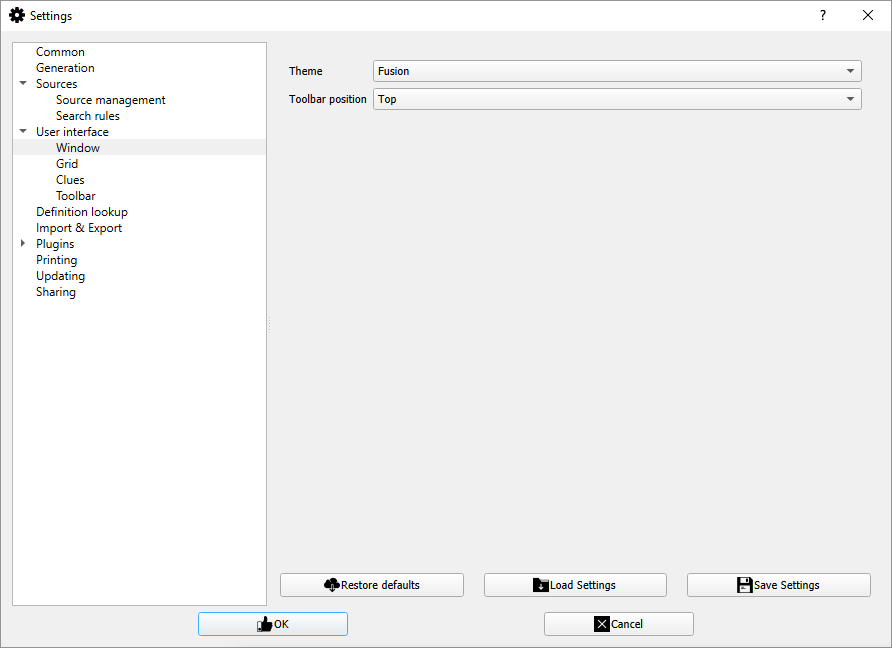 Settings
?
Common
Generation
Sources
Source management
Search rules
User interface
Window
Grid
Clues
Toolbar
Definition lookup
Import & Export
Plugins
Printing
Updating
Sharing
Theme Fusion
Toolbar position Top
Restore defaults Load Settings Save Settings
OK Cancel